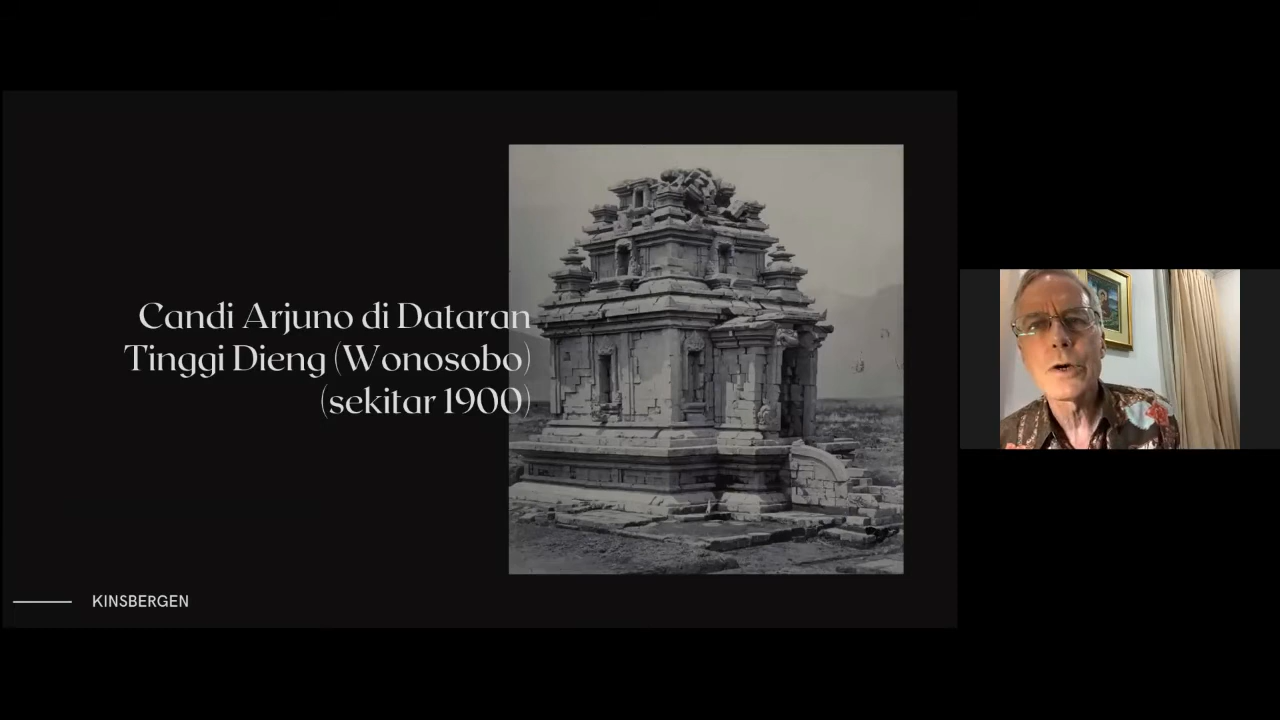 Candi Arjuno di Dataran
Tinggi Dieng (Wonosobo)
(sekitar 1900)
KINSBERGEN